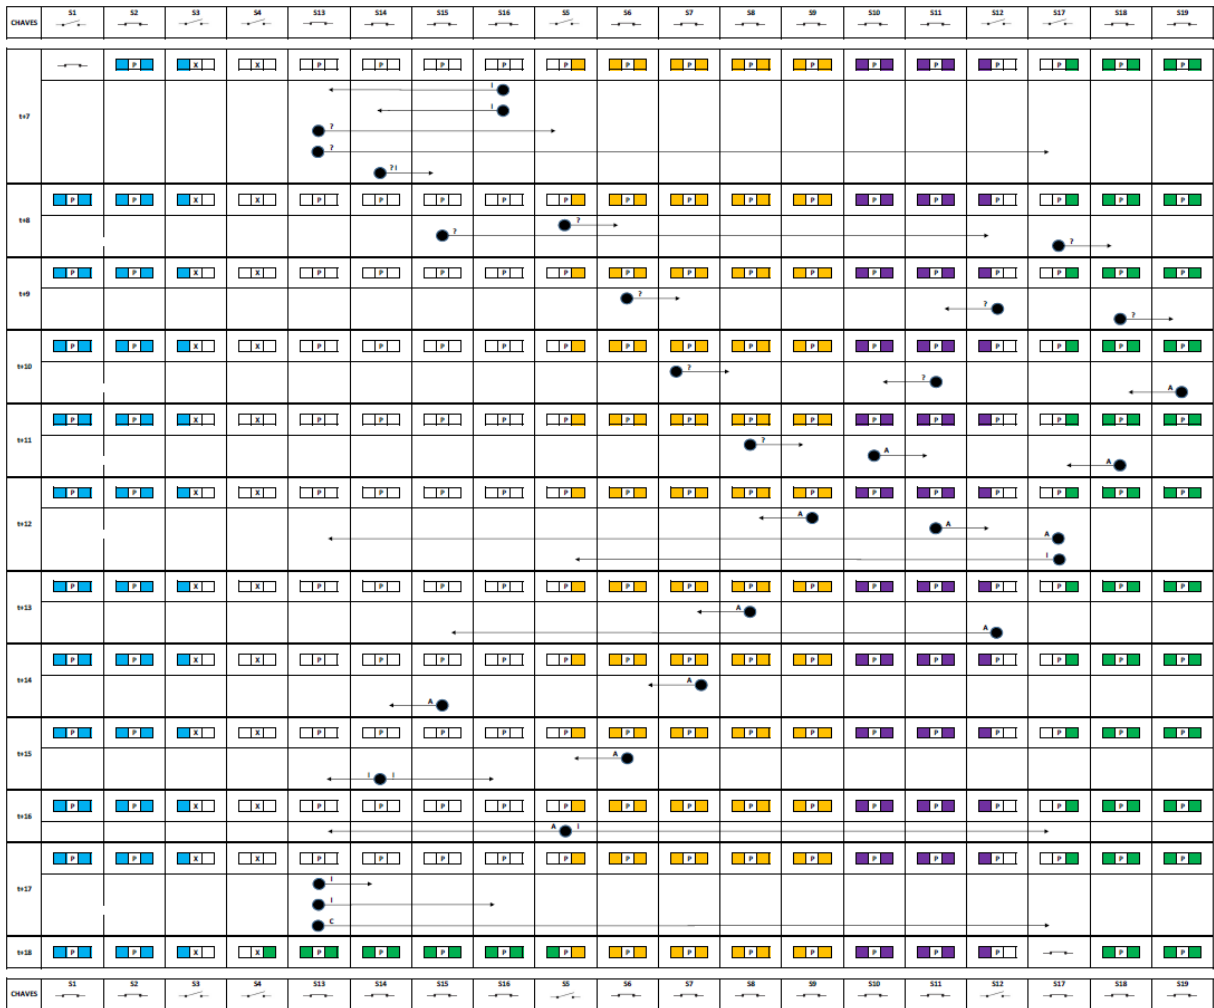 CHAVES S1 S2 S3 S4 S13 S14 S15 S16 S5 S6 S7 S8 S9 S10 S11 S12 S17 S18 S19
P X X P P P P P P P P P P P P P P P P
t+7
I
I
?
?
? I
P P X X P P P P P P P P P P P P P P P
t+8
?
?
?
P P X X P P P P P P P P P P P P P P P
t+9
?
?
?
P P X X P P P P P P P P P P P P P P P
t+10
?
?
A
P P X X P P P P P P P P P P P P P P P
t+11
?
A
A
P P X X P P P P P P P P P P P P P P P
t+12
A
A
A
I
P P X X P P P P P P P P P P P P P P P
t+13
A
A
P P X X P P P P P P P P P P P P P P P
t+14
A
A
P P X X P P P P P P P P P P P P P P P
t+15
A
I I
P P X X P P P P P P P P P P P P P P P
t+16
A I
P P X X P P P P P P P P P P P P P P P
t+17
I
I
C
t+18 P P X X P P P P P P P P P P P P P P
CHAVES S1 S2 S3 S4 S13 S14 S15 S16 S5 S6 S7 S8 S9 S10 S11 S12 S17 S18 S19